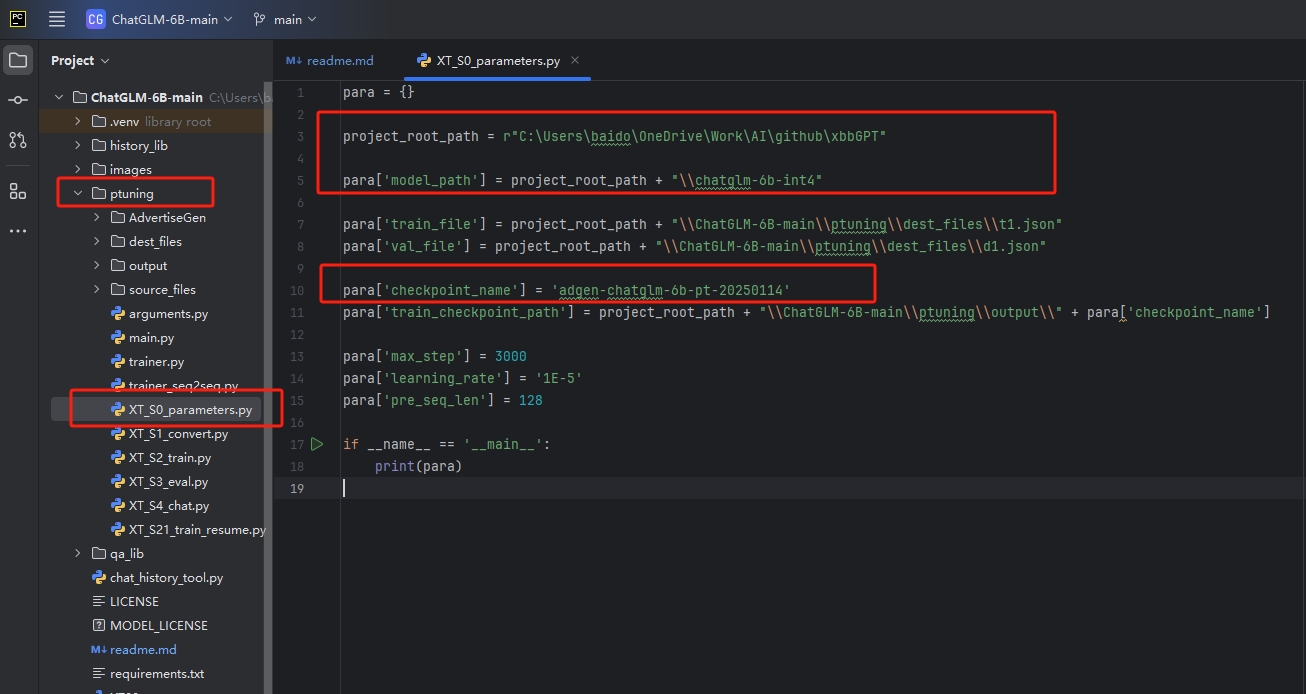 PC
CG ChatGLM-6B-main main
Project
ChatGLM-6B-main C:\Users\b
.venv library root
history_lib
images
ptuning
AdvertiseGen
dest_files
output
source_files
arguments.py
main.py
trainer.py
trainer_seq2seq.py
XT_S0_parameters.py
XT_S1_convert.py
XT_S2_train.py
XT_S3_eval.py
XT_S4_chat.py
XT_S21_train_resume.py
qa_lib
chat_history_tool.py
LICENSE
MODEL_LICENSE
M↓ readme.md
requirements.txt
M↓ readme.md XT_S0_parameters.py
1 para = {}
2
3 project_root_path = r"C:\Users\baido\OneDrive\Work\AI\github\xbbGPT"
4
5 para['model_path'] = project_root_path + "\\chatglm-6b-int4"
6
7 para['train_file'] = project_root_path + "\\ChatGLM-6B-main\\ptuning\\dest_files\\t1.json"
8 para['val_file'] = project_root_path + "\\ChatGLM-6B-main\\ptuning\\dest_files\\d1.json"
9
10 para['checkpoint_name'] = 'adgen-chatglm-6b-pt-20250114'
11 para['train_checkpoint_path'] = project_root_path + "\\ChatGLM-6B-main\\ptuning\\output\\" + para['checkpoint_name']
12
13 para['max_step'] = 3000
14 para['learning_rate'] = '1E-5'
15 para['pre_seq_len'] = 128
16
17 if __name__ == '__main__':
18 print(para)
19